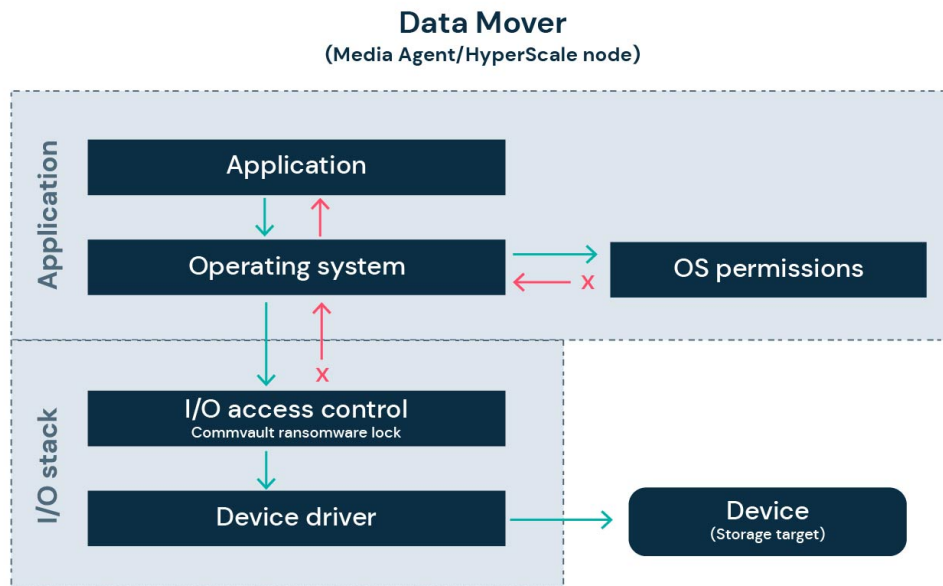 Data Mover
(Media Agent/HyperScale node)
Application
Application
Operating system
OS permissions
x
x
I/O stack
I/O access control
Commvault ransomware lock
Device driver
Device
(Storage target)